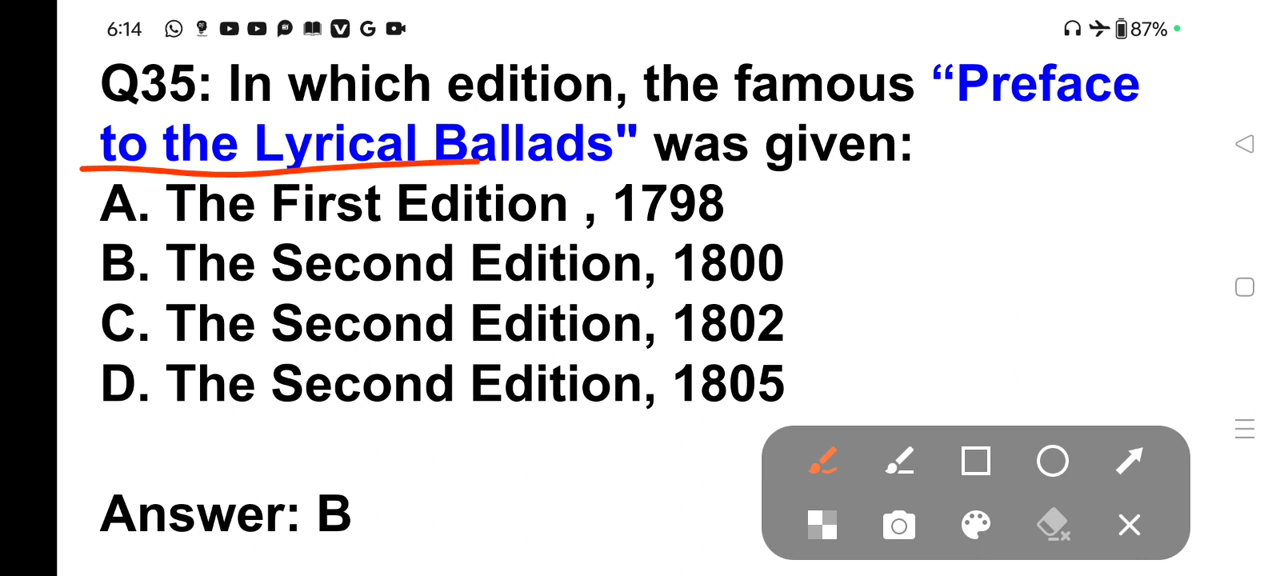 6:14 87%
Q35: In which edition, the famous “Preface
to the Lyrical Ballads" was given:
A. The First Edition , 1798
B. The Second Edition, 1800
C. The Second Edition, 1802
D. The Second Edition, 1805
Answer: B